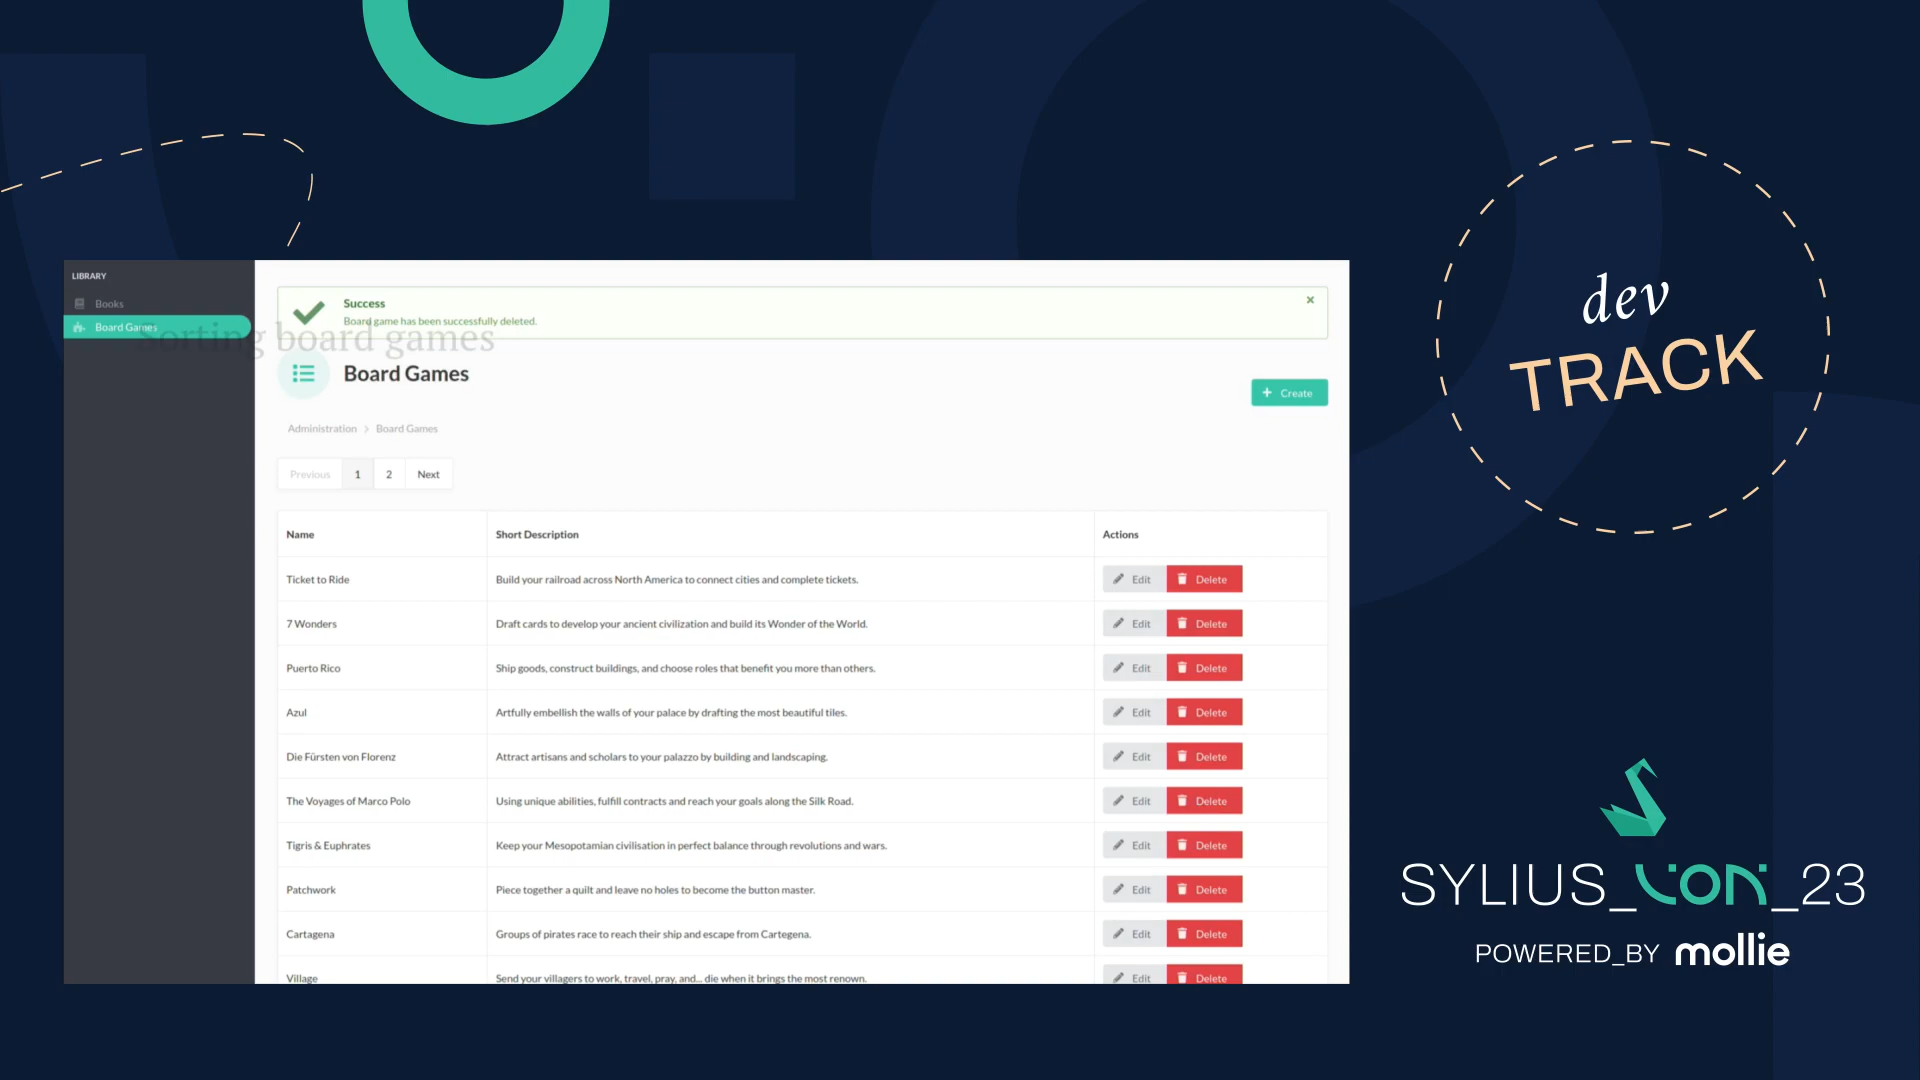 LIBRARY
Books
Board Games
Success
Board game has been successfully deleted.
Sorting board games
Board Games
Create
Administration > Board Games
Previous 1 2 Next
Name Short Description Actions
Ticket to Ride Build your railroad across North America to connect cities and complete tickets. Edit Delete
7 Wonders Draft cards to develop your ancient civilization and build its Wonder of the World. Edit Delete
Puerto Rico Ship goods, construct buildings, and choose roles that benefit you more than others. Edit Delete
Azul Artfully embellish the walls of your palace by drafting the most beautiful tiles. Edit Delete
Die Fürsten von Florenz Attract artisans and scholars to your palazzo by building and landscaping. Edit Delete
The Voyages of Marco Polo Using unique abilities, fulfill contracts and reach your goals along the Silk Road. Edit Delete
Tigris & Euphrates Keep your Mesopotamian civilisation in perfect balance through revolutions and wars. Edit Delete
Patchwork Piece together a quilt and leave no holes to become the button master. Edit Delete
Cartagena Groups of pirates race to reach their ship and escape from Cartegena. Edit Delete
Village Send your villagers to work, travel, pray, and... die when it brings the most renown. Edit Delete
dev
TRACK
SYLIUS_CON_23
POWERED_BY mollie